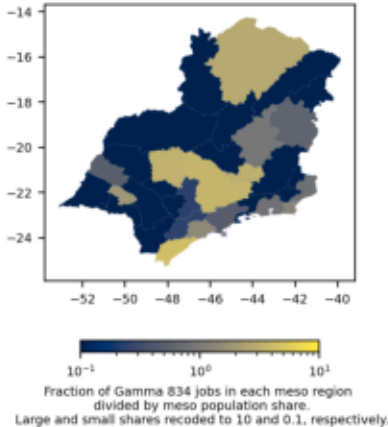 −14
−16
−18
−20
−22
−24
−52 −50 −48 −46 −44 −42 −40
10⁻¹ 10⁰ 10¹
Fraction of Gamma 834 jobs in each meso region
divided by meso population share.
Large and small shares recoded to 10 and 0.1, respectively.